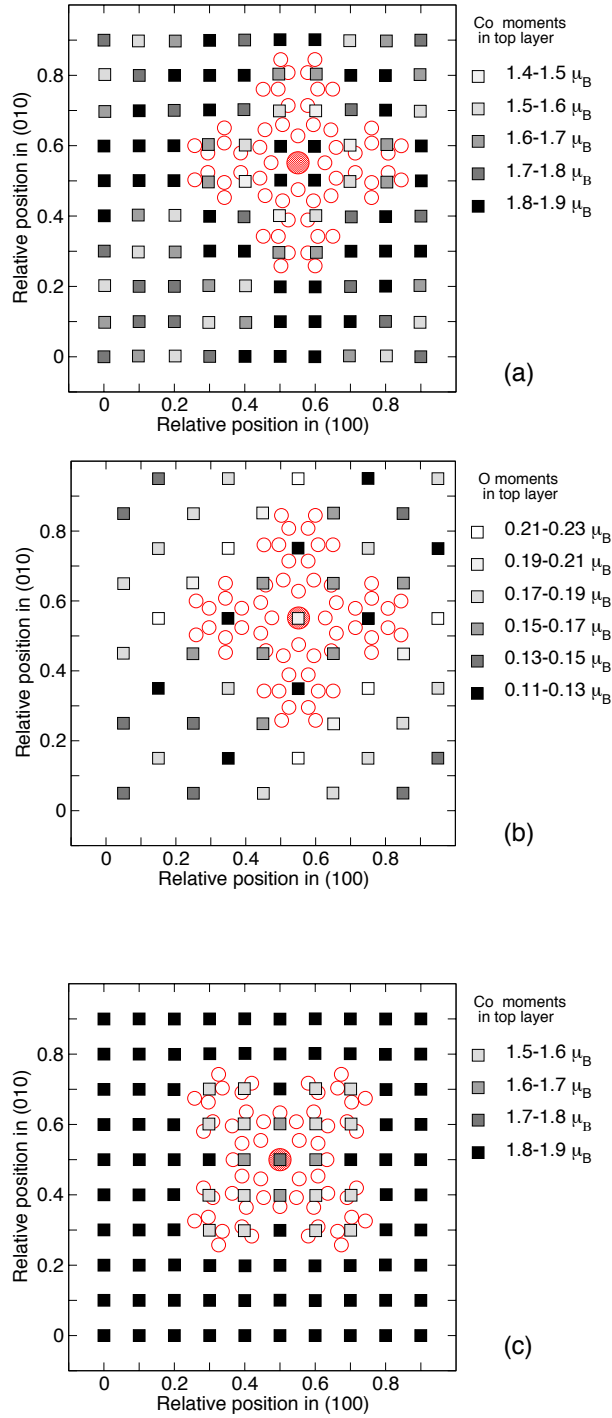 Co moments
in top layer
1.4-1.5 μB
1.5-1.6 μB
1.6-1.7 μB
1.7-1.8 μB
1.8-1.9 μB
0.8
0.6
0.4
0.2
0
Relative position in (010)
0 0.2 0.4 0.6 0.8
Relative position in (100)
(a)
O moments
in top layer
0.21-0.23 μB
0.19-0.21 μB
0.17-0.19 μB
0.15-0.17 μB
0.13-0.15 μB
0.11-0.13 μB
0.8
0.6
0.4
0.2
0
Relative position in (010)
0 0.2 0.4 0.6 0.8
Relative position in (100)
(b)
Co moments
in top layer
1.5-1.6 μB
1.6-1.7 μB
1.7-1.8 μB
1.8-1.9 μB
0.8
0.6
0.4
0.2
0
Relative position in (010)
0 0.2 0.4 0.6 0.8
Relative position in (100)
(c)